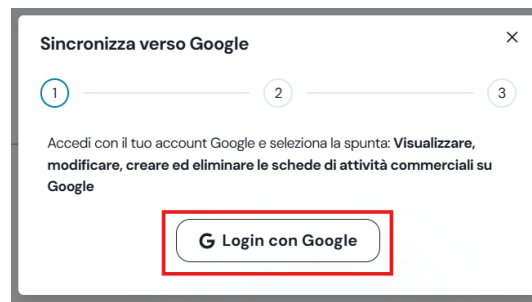 Sincronizza verso Google
1 2 3
Accedi con il tuo account Google e seleziona la spunta: Visualizzare,
modificare, creare ed eliminare le schede di attività commerciali su
Google
Login con Google